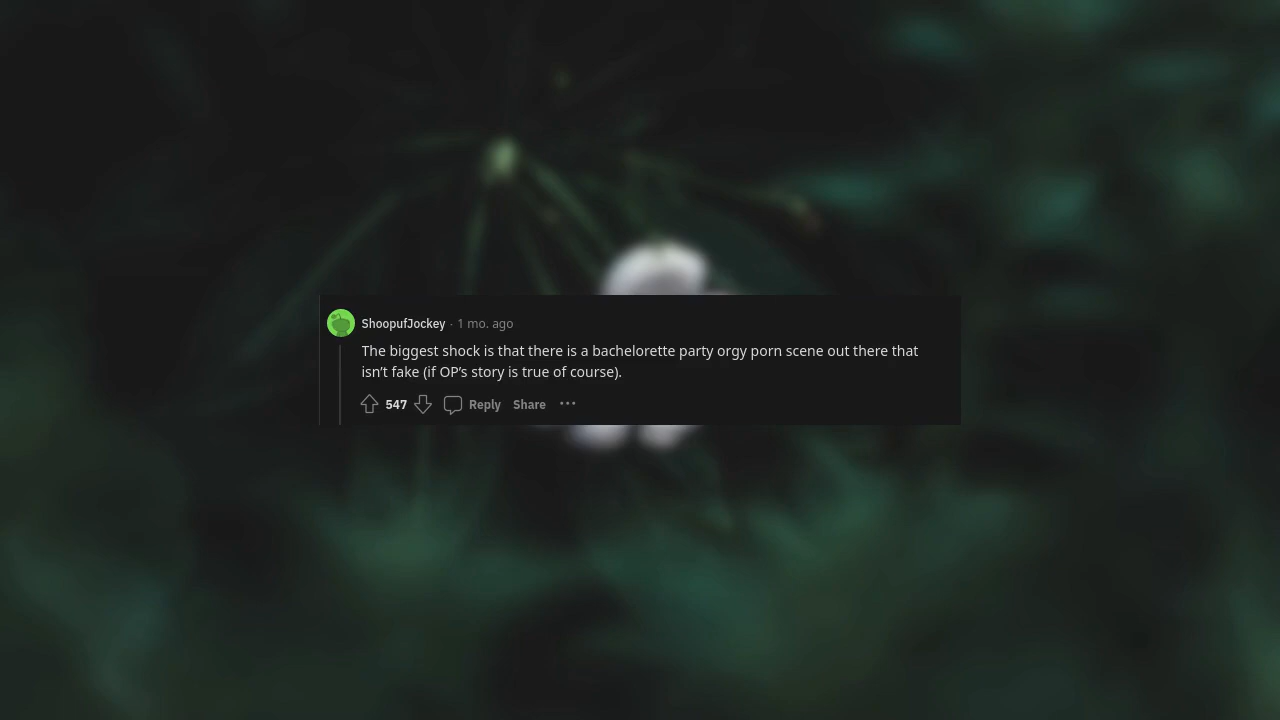 ShoopufJockey · 1 mo. ago
The biggest shock is that there is a bachelorette party orgy porn scene out there that
isn’t fake (if OP’s story is true of course).
547 Reply Share ···